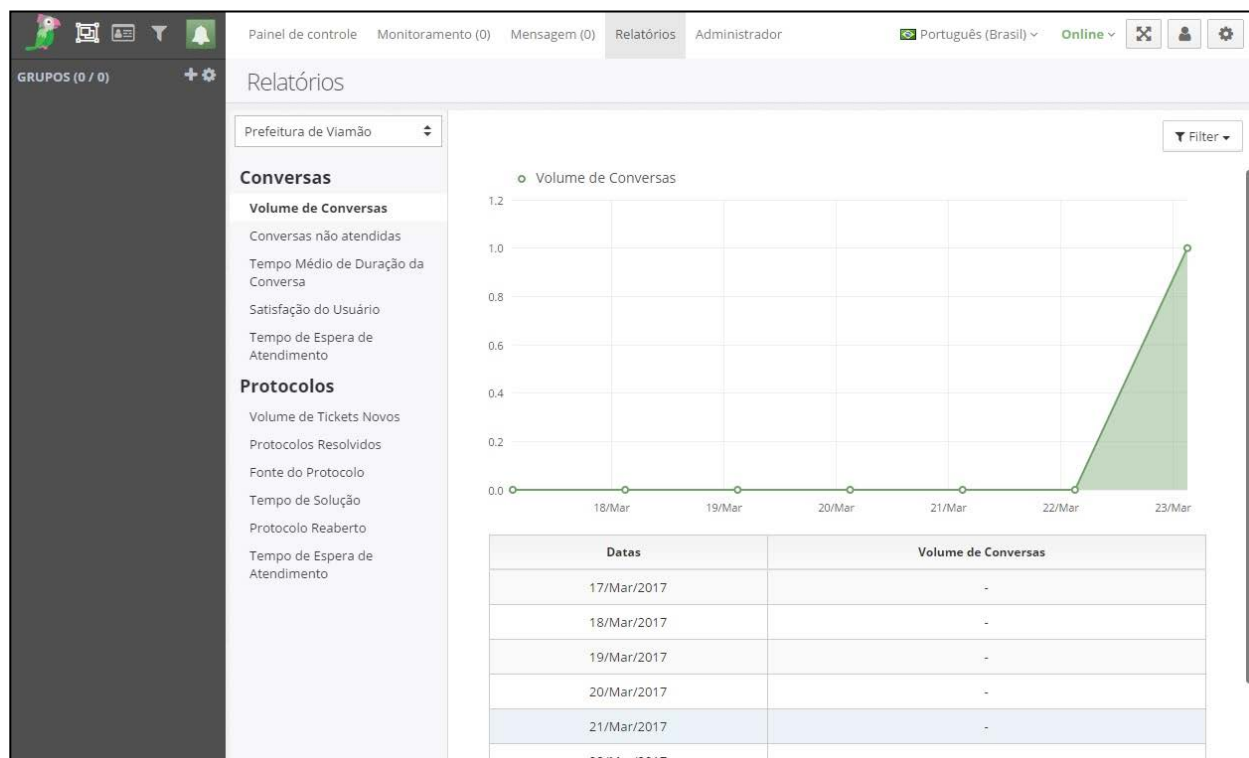 Painel de controle Monitoramento (0) Mensagem (0) Relatórios Administrador Português (Brasil) Online
GRUPOS (0 / 0)
Relatórios
Prefeitura de Viamão
Filter
Conversas
Volume de Conversas
Conversas não atendidas
Tempo Médio de Duração da
Conversa
Satisfação do Usuário
Tempo de Espera de
Atendimento
Protocolos
Volume de Tickets Novos
Protocolos Resolvidos
Fonte do Protocolo
Tempo de Solução
Protocolo Reaberto
Tempo de Espera de
Atendimento
Volume de Conversas
1.2
1.0
0.8
0.6
0.4
0.2
0.0
18/Mar 19/Mar 20/Mar 21/Mar 22/Mar 23/Mar
Datas Volume de Conversas
17/Mar/2017 -
18/Mar/2017 -
19/Mar/2017 -
20/Mar/2017 -
21/Mar/2017 -